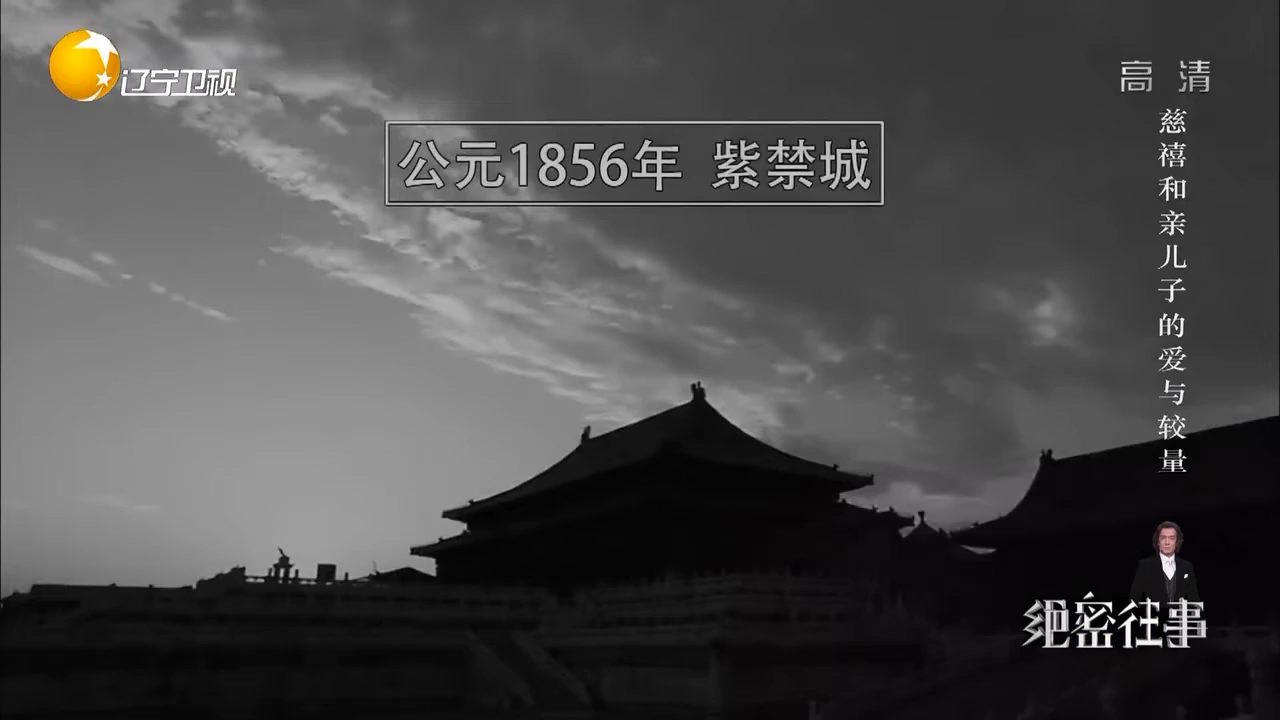 辽宁卫视
高清
公元1856年 紫禁城
慈禧和亲儿子的爱与较量
绝密往事